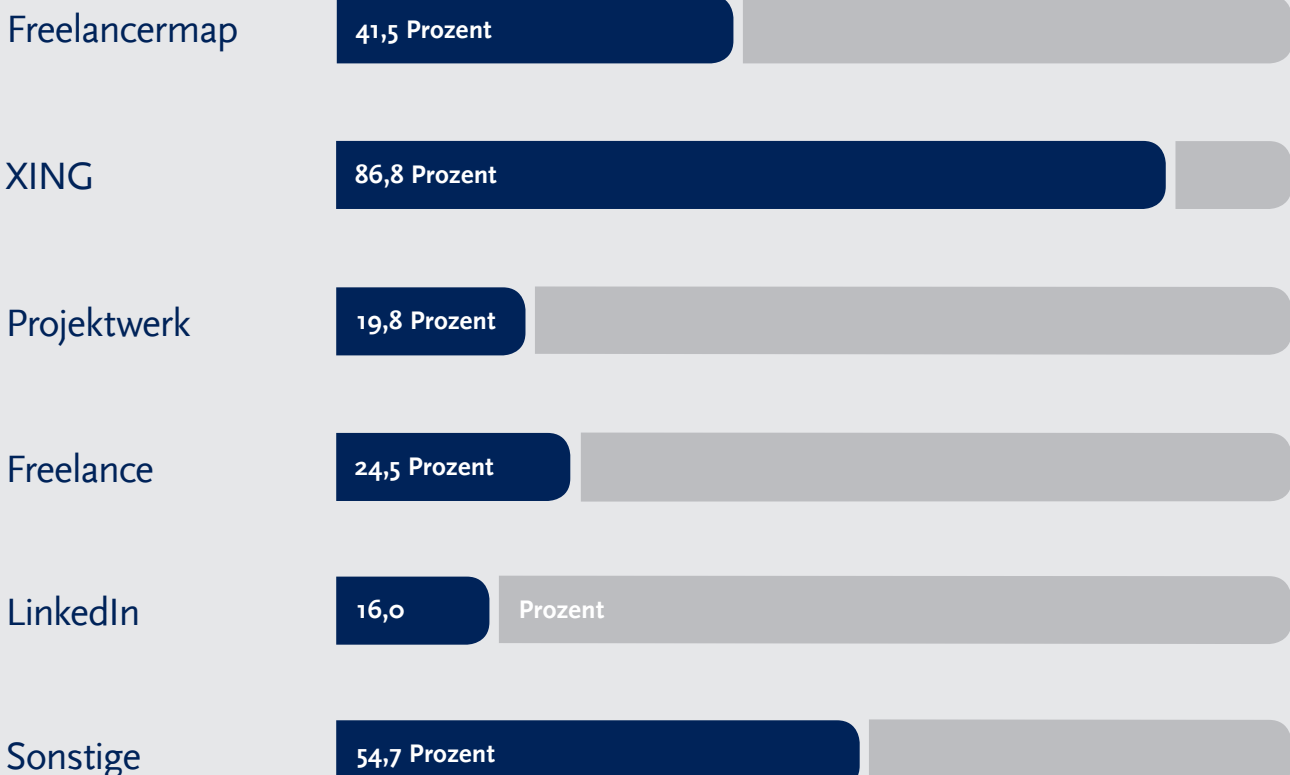 Freelancermap 41,5 Prozent
XING 86,8 Prozent
Projektwerk 19,8 Prozent
Freelance 24,5 Prozent
LinkedIn 16,0 Prozent
Sonstige 54,7 Prozent